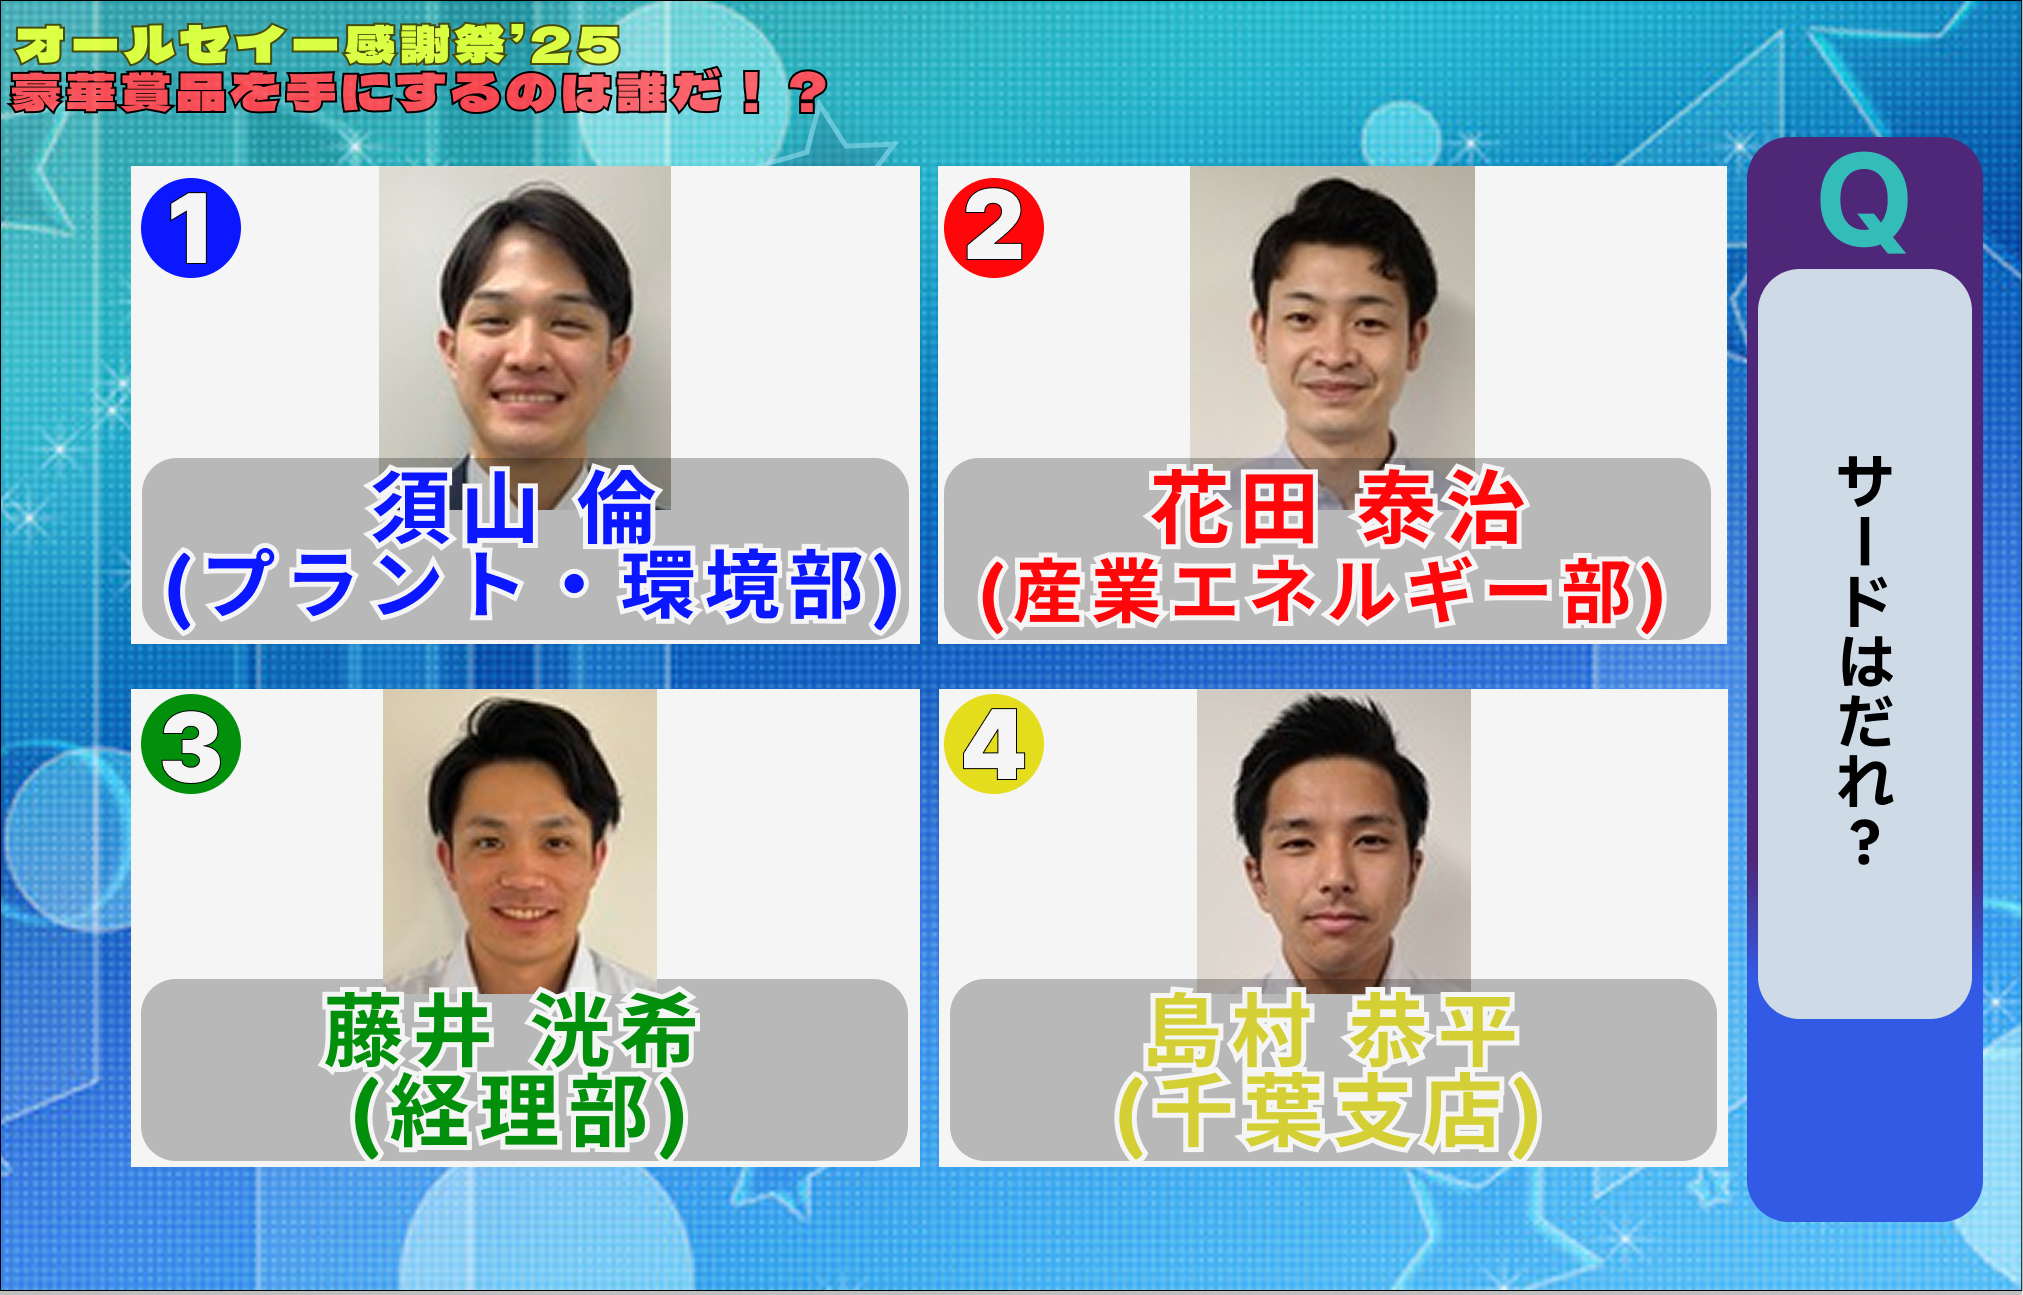 オールセイー感謝祭’25
豪華賞品を手にするのは誰だ！？
1
須山 倫
(プラント・環境部)
2
花田 泰治
(産業エネルギー部)
3
藤井 洸希
(経理部)
4
島村 恭平
(千葉支店)
Q
サードはだれ？